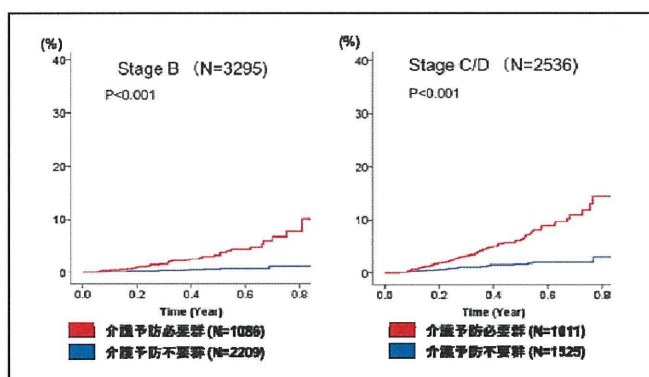 (%)
Stage B (N=3295)
P<0.001
40
30
20
10
0
0.0 0.2 0.4 0.6 0.8
Time (Year)
介護予防必要群 (N=1086)
介護予防不要群 (N=2209)
(%)
Stage C/D (N=2536)
P<0.001
40
30
20
10
0
0.0 0.2 0.4 0.6 0.8
Time (Year)
介護予防必要群 (N=1011)
介護予防不要群 (N=1525)